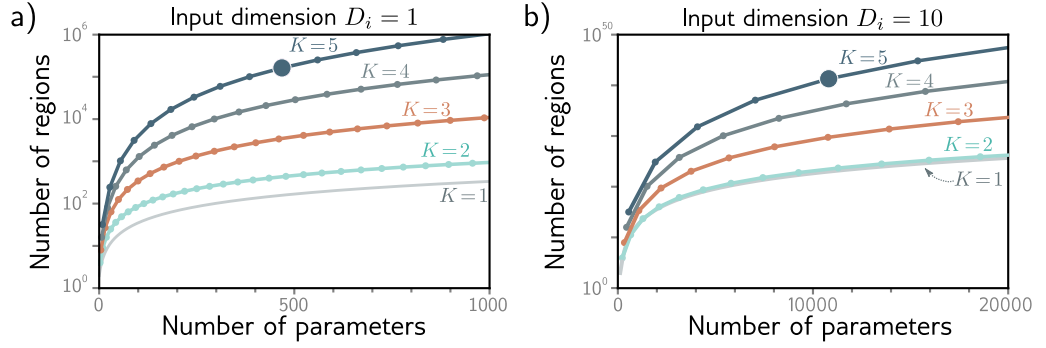 a)
Input dimension $D_i = 1$
Number of regions
10^6
10^4
10^2
10^0
K=5
K=4
K=3
K=2
K=1
0
500
1000
Number of parameters
b)
Input dimension $D_i = 10$
Number of regions
10^50
10^0
K=5
K=4
K=3
K=2
K=1
0
10000
20000
Number of parameters